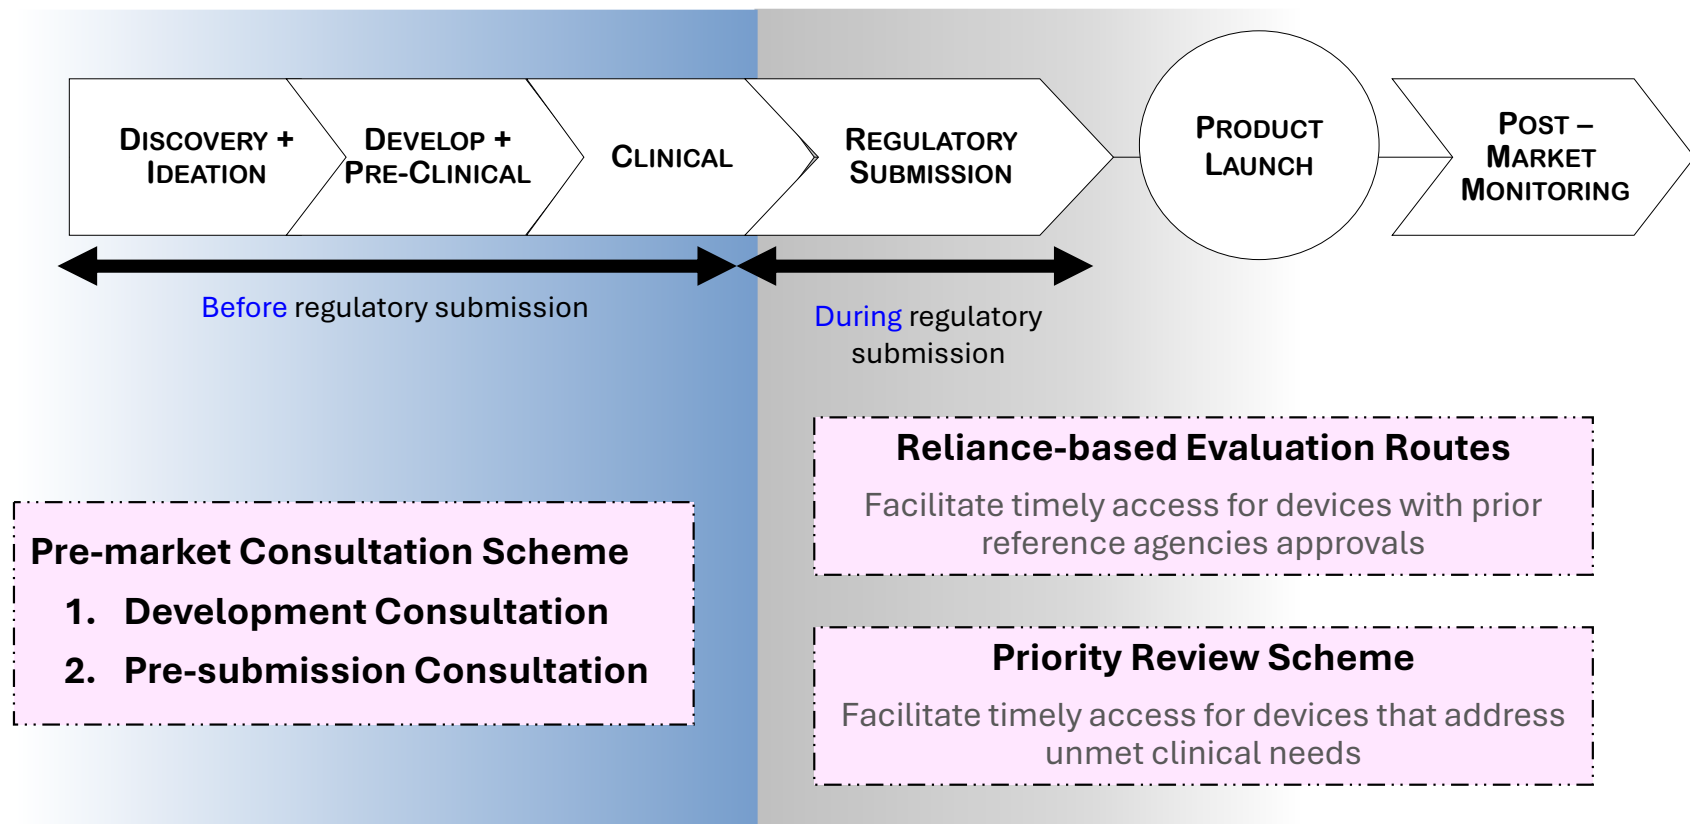 DISCOVERY +
IDEATION
DEVELOP +
PRE-CLINICAL
CLINICAL
REGULATORY
SUBMISSION
PRODUCT
LAUNCH
POST –
MARKET
MONITORING
Before regulatory submission
During regulatory
submission
Pre-market Consultation Scheme
1. Development Consultation
2. Pre-submission Consultation
Reliance-based Evaluation Routes
Facilitate timely access for devices with prior
reference agencies approvals
Priority Review Scheme
Facilitate timely access for devices that address
unmet clinical needs